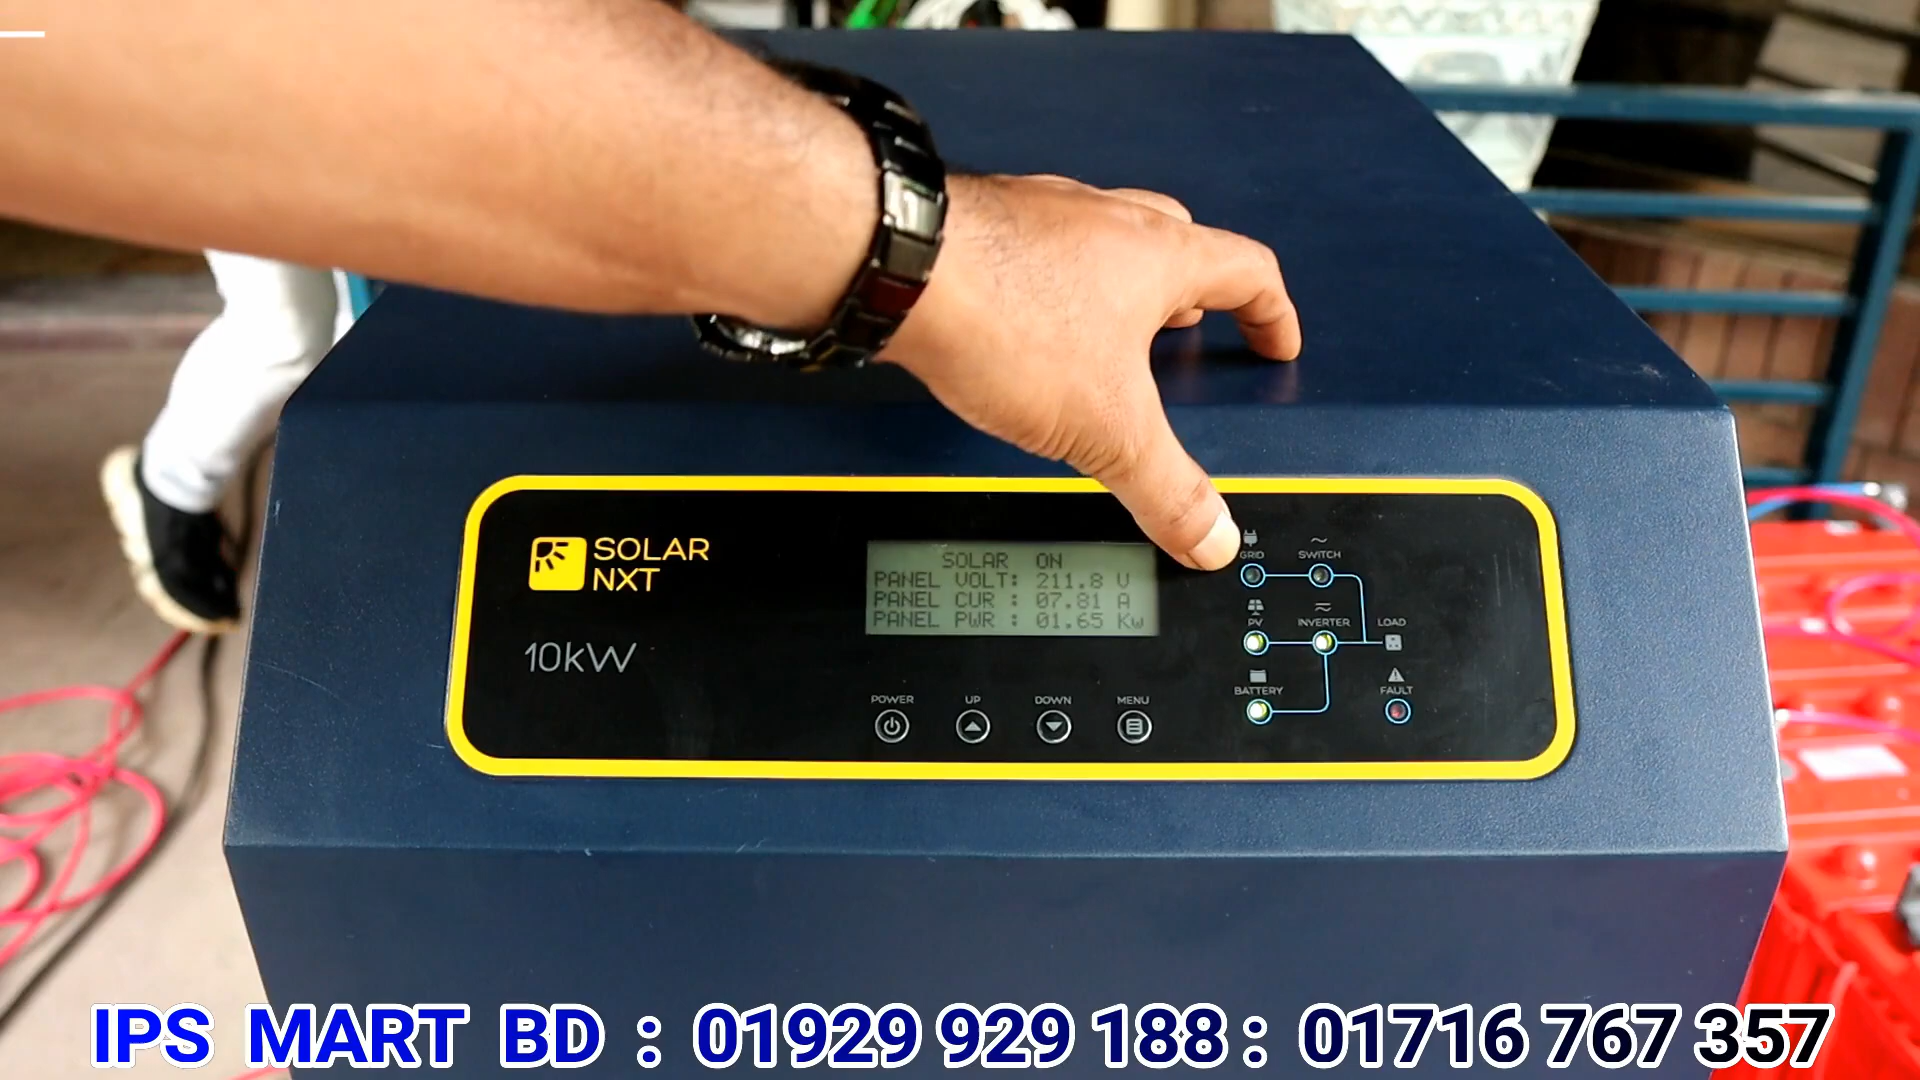 SOLAR
NXT
10kW
SOLAR ON
PANEL VOLT: 211.8 V
PANEL CUR : 07.81 A
PANEL PWR : 01.65 Kw
POWER
UP
DOWN
MENU
GRID
SWITCH
PV
INVERTER
LOAD
BATTERY
FAULT
IPS MART BD : 01929 929 188 : 01716 767 357